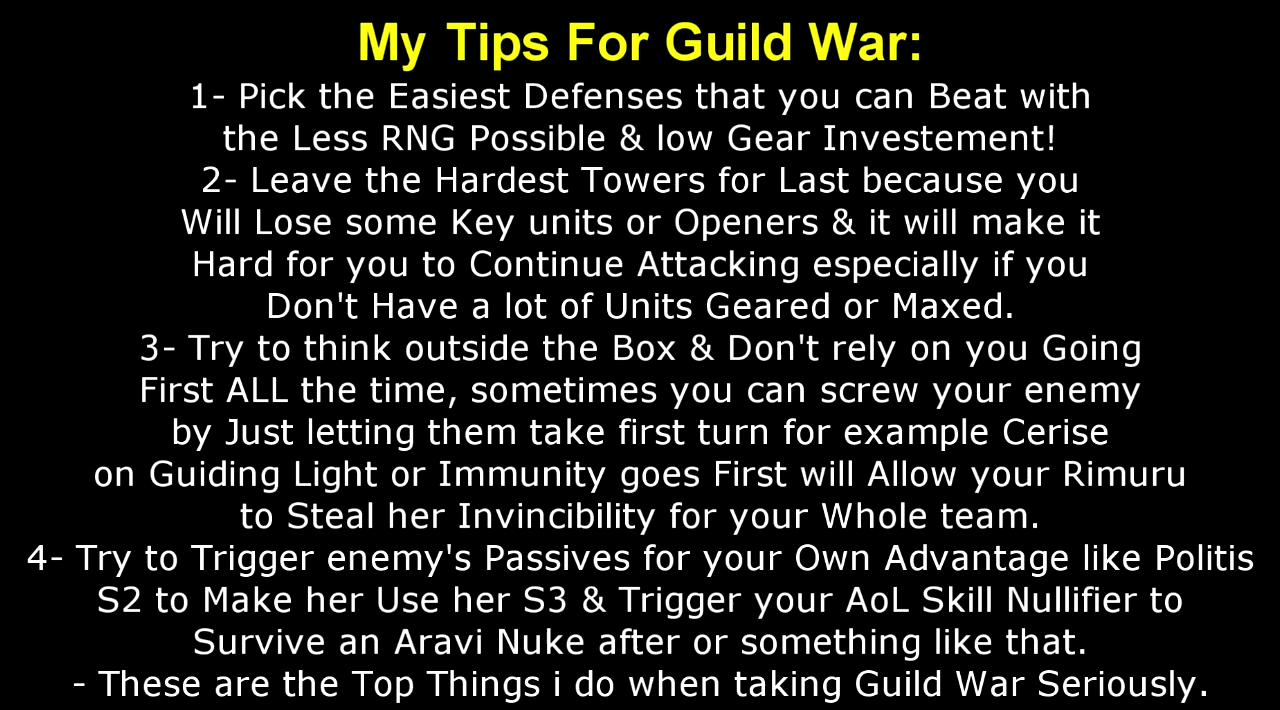 My Tips For Guild War:
1- Pick the Easiest Defenses that you can Beat with
the Less RNG Possible & low Gear Investement!
2- Leave the Hardest Towers for Last because you
Will Lose some Key units or Openers & it will make it
Hard for you to Continue Attacking especially if you
Don't Have a lot of Units Geared or Maxed.
3- Try to think outside the Box & Don't rely on you Going
First ALL the time, sometimes you can screw your enemy
by Just letting them take first turn for example Cerise
on Guiding Light or Immunity goes First will Allow your Rimuru
to Steal her Invincibility for your Whole team.
4- Try to Trigger enemy's Passives for your Own Advantage like Politis
S2 to Make her Use her S3 & Trigger your AoL Skill Nullifier to
Survive an Aravi Nuke after or something like that.
- These are the Top Things i do when taking Guild War Seriously.